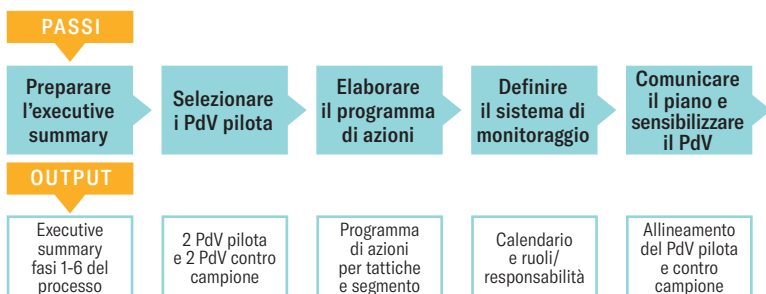 PASSI
Preparare
l'executive
summary
Selezionare
i PdV pilota
Elaborare
il programma
di azioni
Definire
il sistema di
monitoraggio
Comunicare
il piano e
sensibilizzare
il PdV
OUTPUT
Executive
summary
fasi 1-6 del
processo
2 PdV pilota
e 2 PdV contro
campione
Programma
di azioni
per tattiche
e segmento
Calendario
e ruoli/
responsabilità
Allineamento
del PdV pilota
e contro
campione